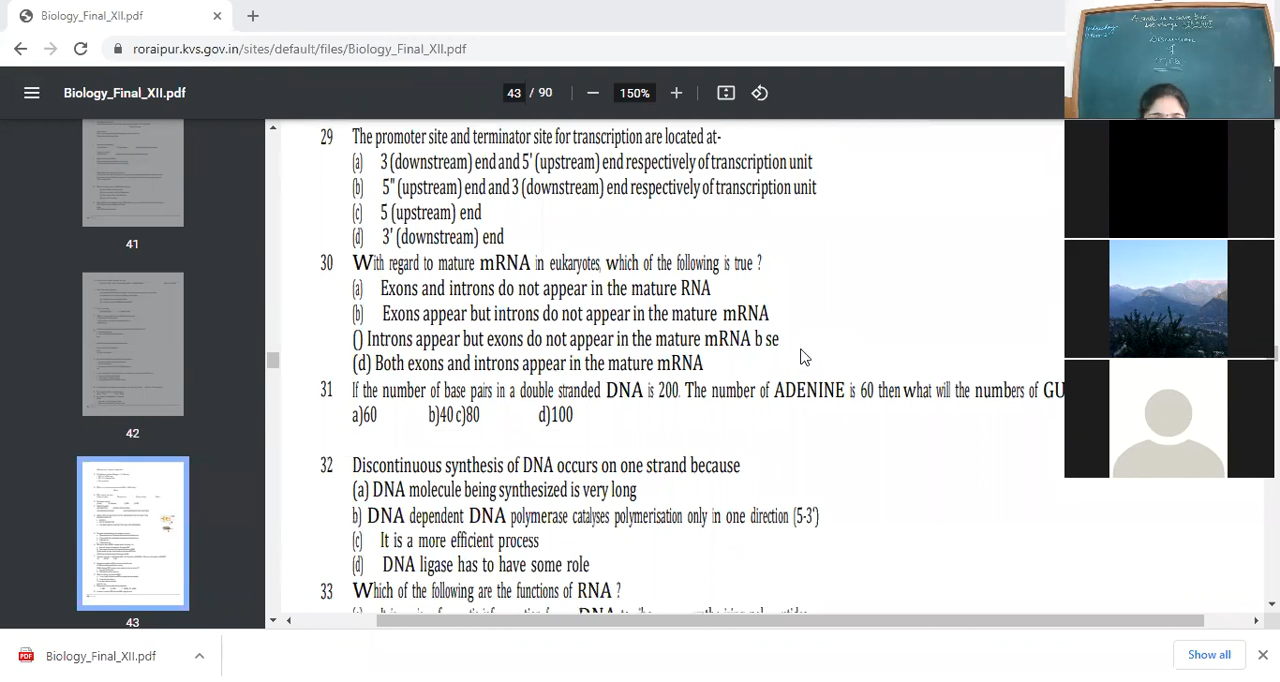 Biology_Final_XII.pdf
roraipur.kvs.gov.in/sites/default/files/Biology_Final_XII.pdf
Biology_Final_XII.pdf
43 / 90
150%
41
42
43
29 The promoter site and terminator site for transcription are located at-
(a) 3 (downstream) end and 5' (upstream) end respectively of transcription unit
(b) 5" (upstream) end and 3 (downstream) end respectively of transcription unit
(c) 5 (upstream) end
(d) 3' (downstream) end
30 With regard to mature mRNA in eukaryotes, which of the following is true ?
(a) Exons and introns do not appear in the mature RNA
(b) Exons appear but introns do not appear in the mature mRNA
() Introns appear but exons do not appear in the mature mRNA b se
(d) Both exons and introns appear in the mature mRNA
31 If the number of base pairs in a double stranded DNA is 200. The number of ADENINE is 60 then what will the numbers of GU
a)60 b)40 c)80 d)100
32 Discontinuous synthesis of DNA occurs on one strand because
(a) DNA molecule being synthesised is very long
b) DNA dependent DNA polymerase catalyses polymerisation only in one direction (5-3')
(c) It is a more efficient process
d) DNA ligase has to have some role
33 Which of the following are the functions of RNA ?
Biology_Final_XII.pdf
Show all
Discussion
of